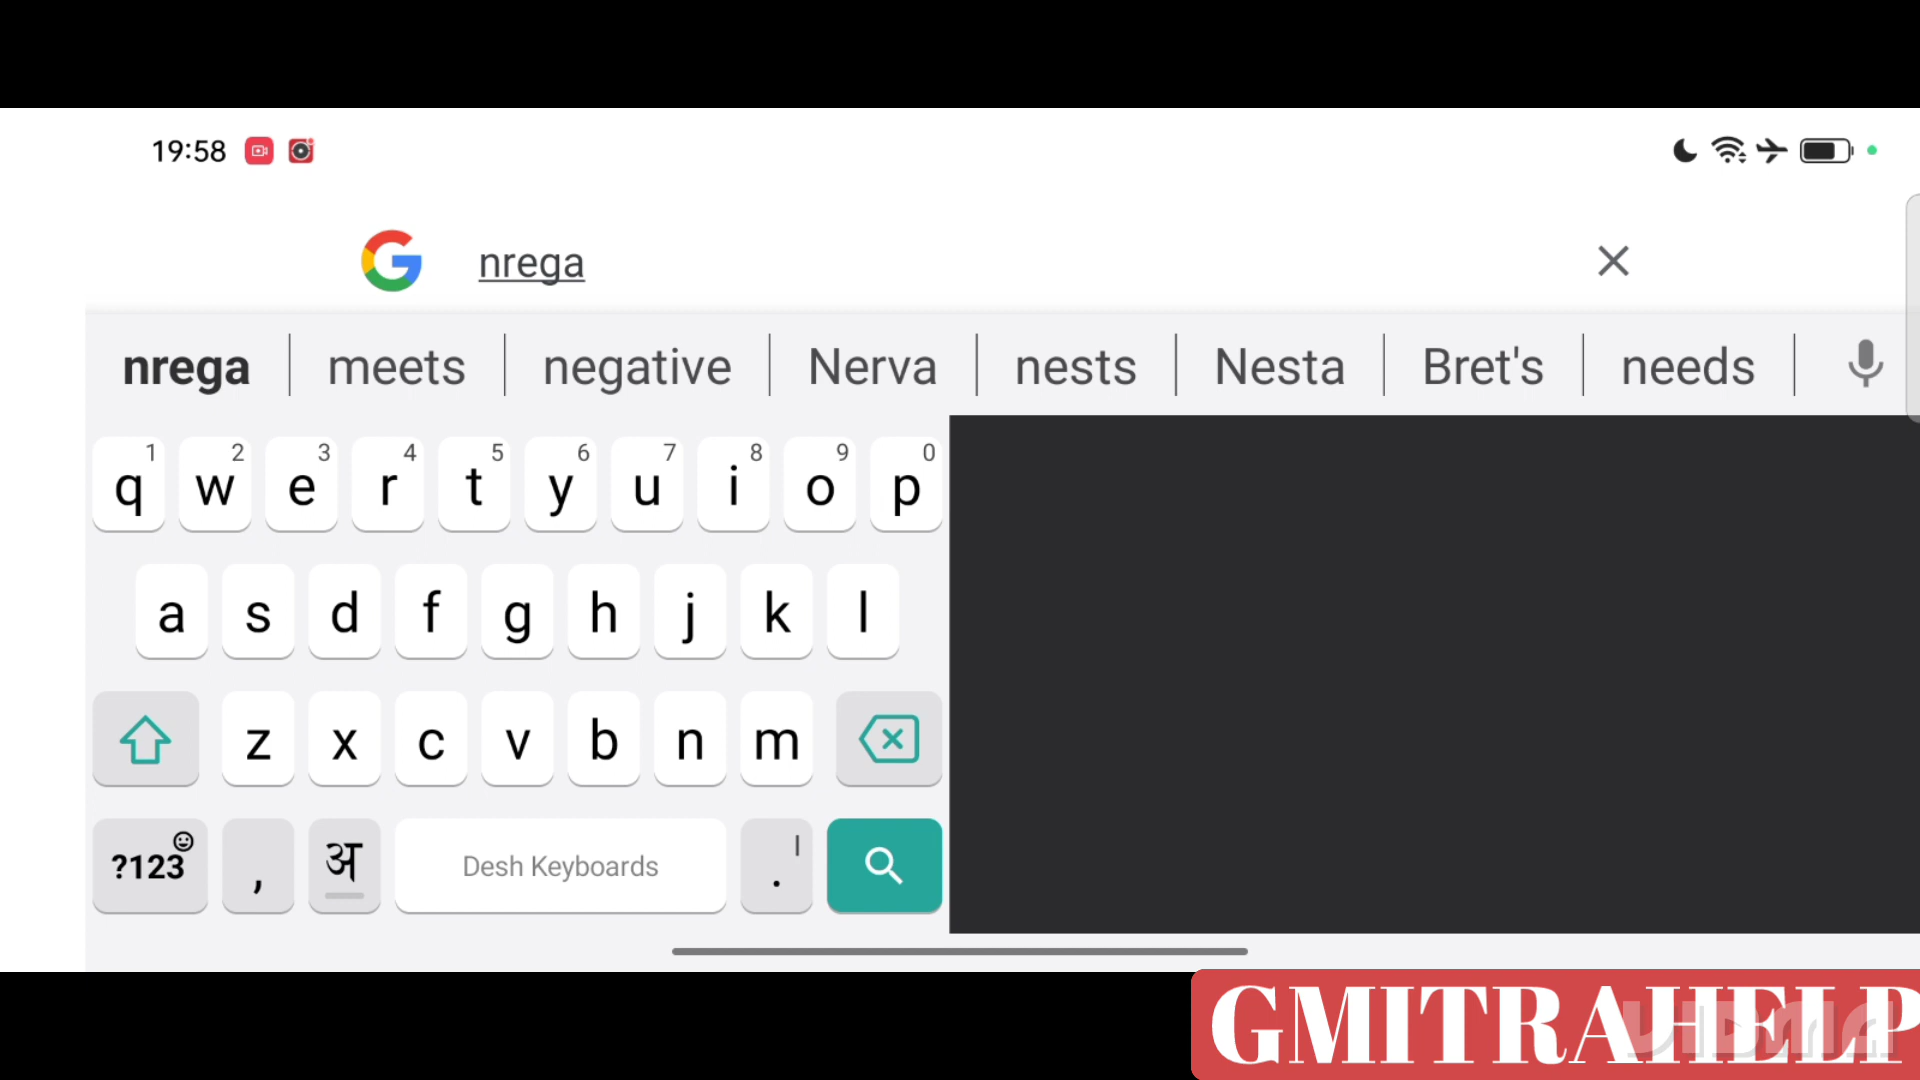 19:58
nrega
nrega meets negative Nerva nests Nesta Bret's needs
1 2 3 4 5 6 7 8 9 0
q w e r t y u i o p
a s d f g h j k l
z x c v b n m
?123 , अ Desh Keyboards . |
GMITRAHELP
VIDMA